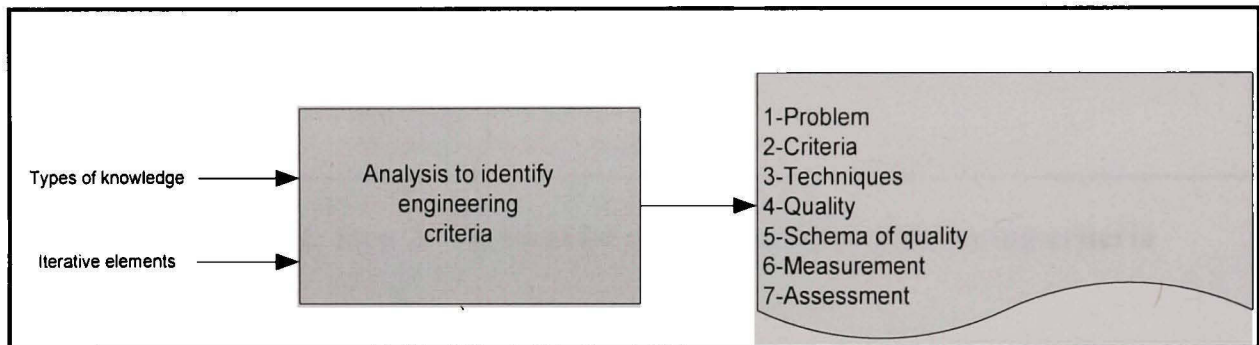 Types of knowledge
Iterative elements
Analysis to identify
engineering
criteria
1-Problem
2-Criteria
3-Techniques
4-Quality
5-Schema of quality
6-Measurement
7-Assessment